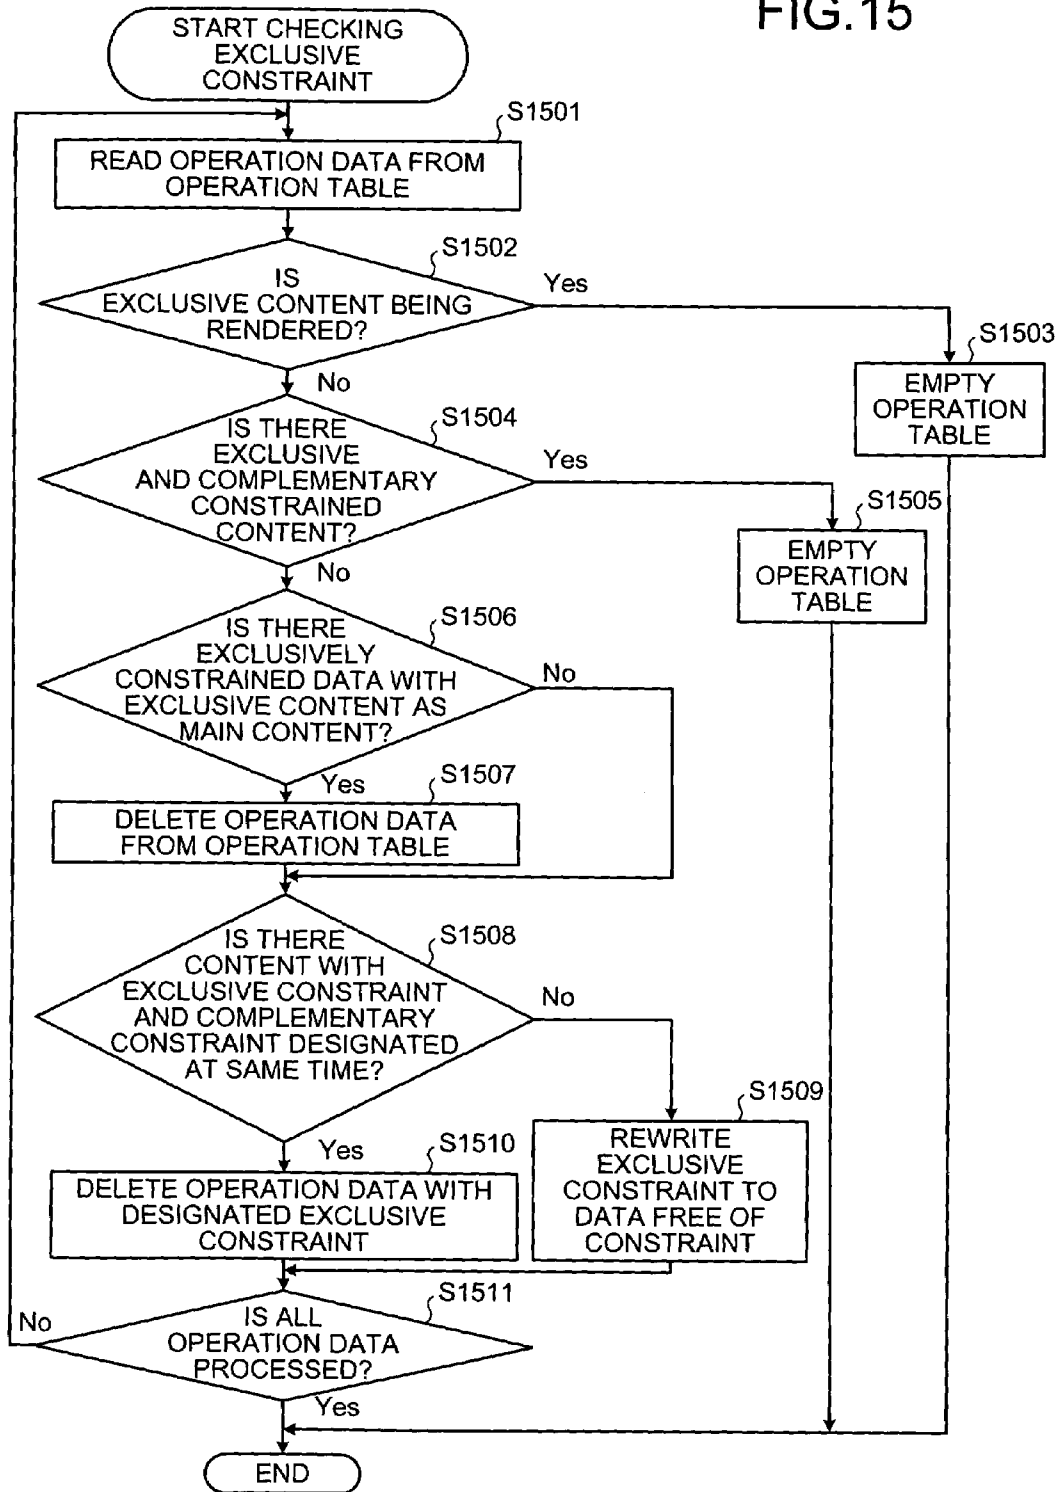 FIG.15
START CHECKING
EXCLUSIVE
CONSTRAINT
S1501
READ OPERATION DATA FROM
OPERATION TABLE
S1502
IS
EXCLUSIVE CONTENT BEING
RENDERED?
Yes
No
S1503
EMPTY
OPERATION
TABLE
S1504
IS THERE
EXCLUSIVE
AND COMPLEMENTARY
CONSTRAINED
CONTENT?
Yes
No
S1505
EMPTY
OPERATION
TABLE
S1506
IS THERE
EXCLUSIVELY
CONSTRAINED DATA WITH
EXCLUSIVE CONTENT AS
MAIN CONTENT?
No
Yes
S1507
DELETE OPERATION DATA
FROM OPERATION TABLE
S1508
IS THERE
CONTENT WITH
EXCLUSIVE CONSTRAINT
AND COMPLEMENTARY
CONSTRAINT DESIGNATED
AT SAME TIME?
No
Yes
S1509
REWRITE
EXCLUSIVE
CONSTRAINT TO
DATA FREE OF
CONSTRAINT
S1510
DELETE OPERATION DATA WITH
DESIGNATED EXCLUSIVE
CONSTRAINT
S1511
IS ALL
OPERATION DATA
PROCESSED?
No
Yes
END